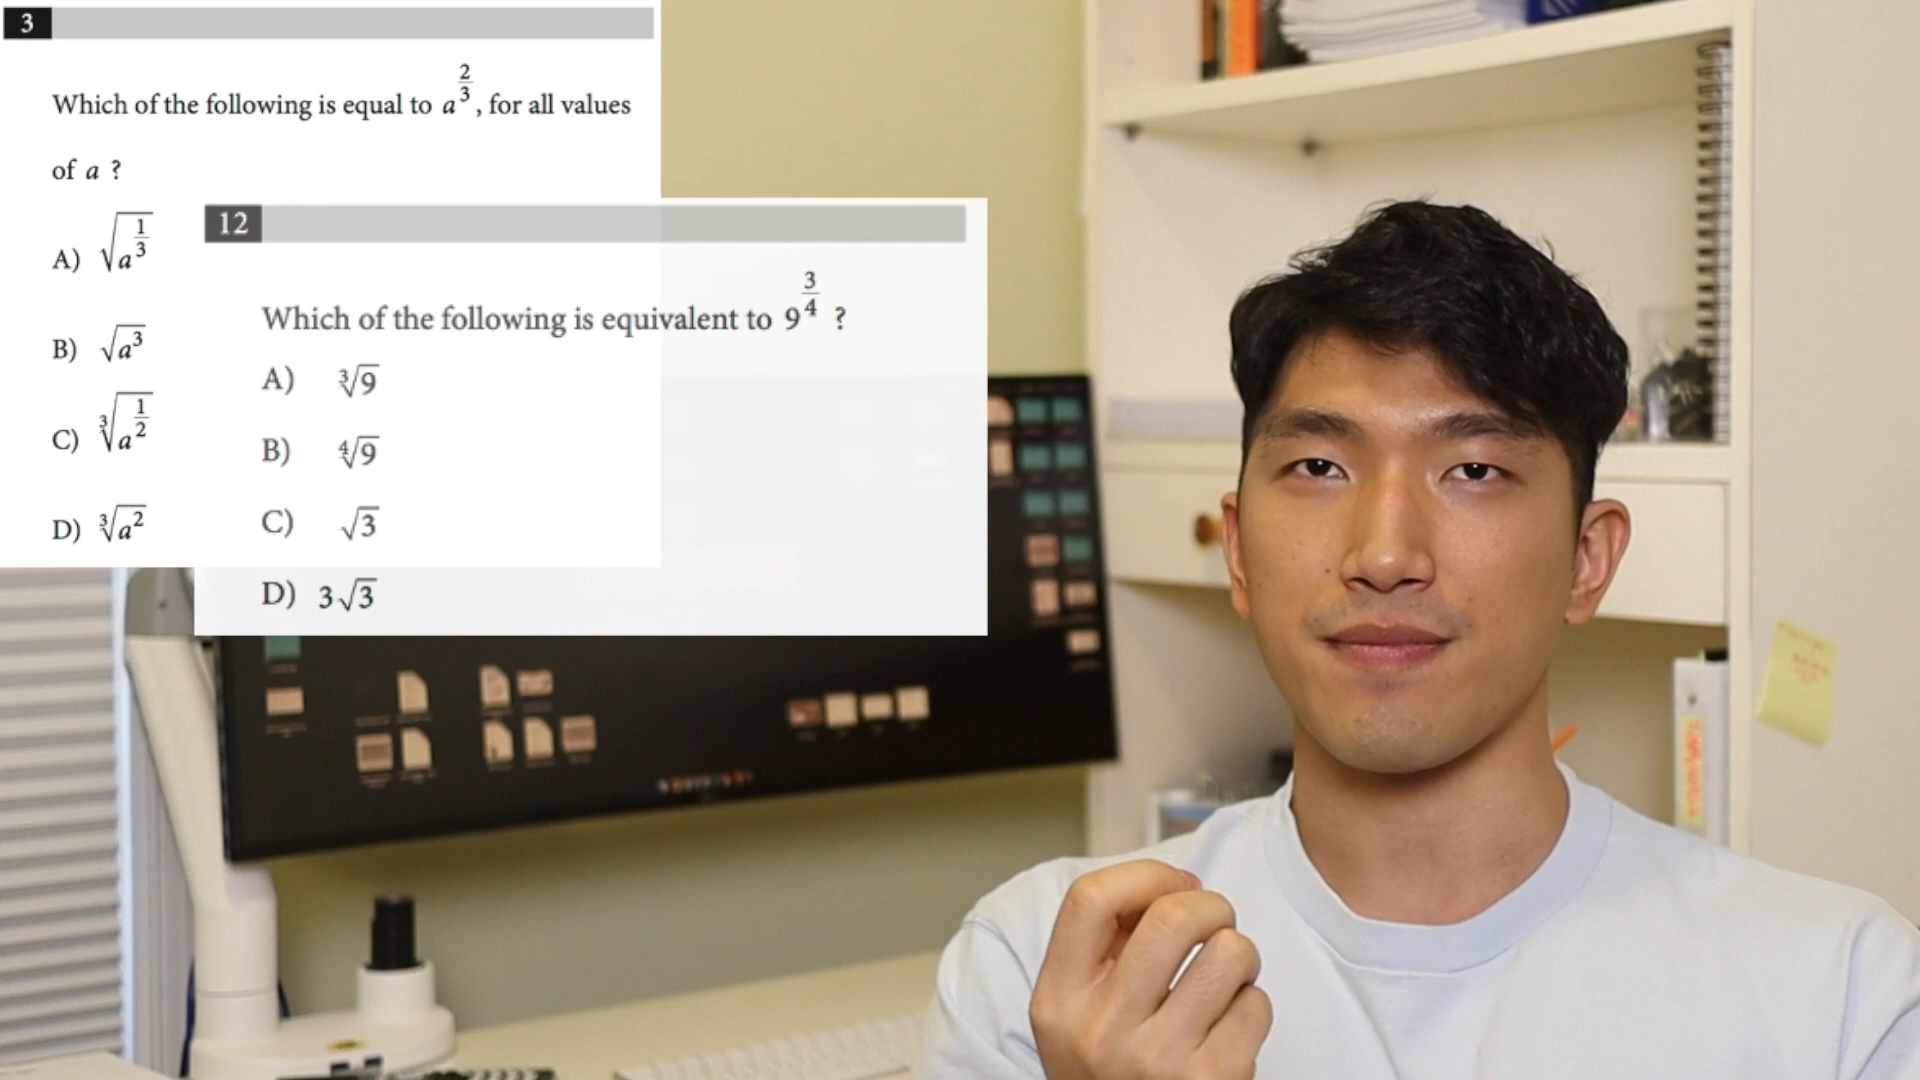 3
Which of the following is equal to a^{2/3}, for all values
of a ?
A) √(a^{1/3})
B) √(a³)
C) ∛(a^{1/2})
D) ∛(a²)
12
Which of the following is equivalent to 9^{3/4} ?
A) ∛9
B) ∜9
C) √3
D) 3√3